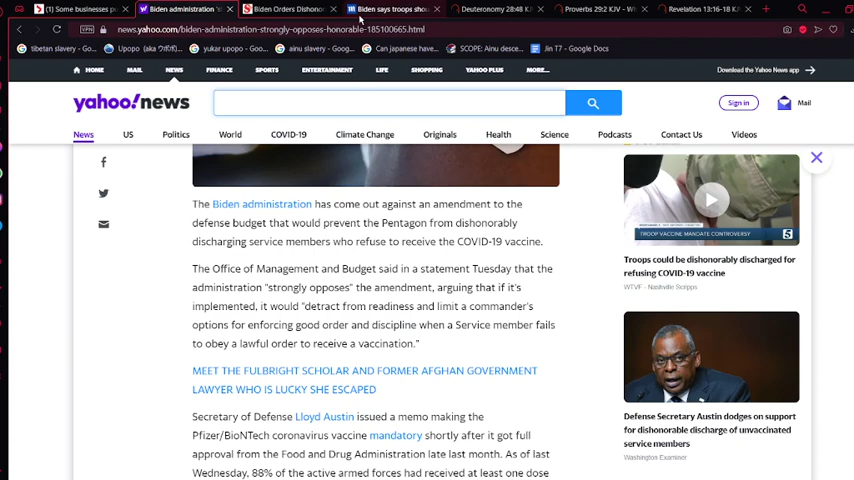 (1) Some businesses p
Biden administration 's
Biden Orders Dishonor
Biden says troops shou
Deuteronomy 28:48 K
Proverbs 29:2 KJV - Wh
Revelation 13:16-18 K
news.yahoo.com/biden-administration-strongly-opposes-honorable-185100665.html
tibetan slavery - Go...
Upopo (aka アイヌ)...
yukar upopo - Goog...
ainu slavery - Goog...
Can japanese have...
SCOPE: Ainu desce...
Jin T - Google Docs
HOME MAIL NEWS FINANCE SPORTS ENTERTAINMENT LIFE SHOPPING YAHOO PLUS MORE...
Download the Yahoo News app
yahoo!news
Sign in
Mail
News US Politics World COVID-19 Climate Change Originals Health Science Podcasts Contact Us Videos
The Biden administration has come out against an amendment to the
defense budget that would prevent the Pentagon from dishonorably
discharging service members who refuse to receive the COVID-19 vaccine.
The Office of Management and Budget said in a statement Tuesday that the
administration "strongly opposes" the amendment, arguing that if it's
implemented, it would "detract from readiness and limit a commander's
options for enforcing good order and discipline when a Service member fails
to obey a lawful order to receive a vaccination."
MEET THE FULBRIGHT SCHOLAR AND FORMER AFGHAN GOVERNMENT
LAWYER WHO IS LUCKY SHE ESCAPED
Secretary of Defense Lloyd Austin issued a memo making the
Pfizer/BioNTech coronavirus vaccine mandatory shortly after it got full
approval from the Food and Drug Administration late last month. As of last
Wednesday, 88% of the active armed forces had received at least one dose
TROOP VACCINE MANDATE CONTROVERSY
5
Troops could be dishonorably discharged for
refusing COVID-19 vaccine
WTVF - Nashville Scripps
Defense Secretary Austin dodges on support
for dishonorable discharge of unvaccinated
service members
Washington Examiner